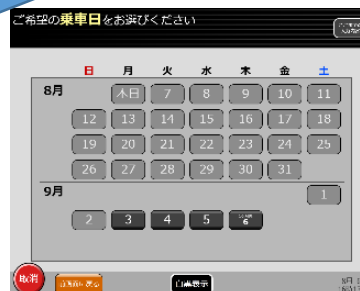 ご希望の乗車日をお選びください
日 月 火 水 木 金 土
8月 本日 7 8 9 10 11
12 13 14 15 16 17 18
19 20 21 22 23 24 25
26 27 28 29 30 31
9月 1
2 3 4 5 6
取消 白黒表示